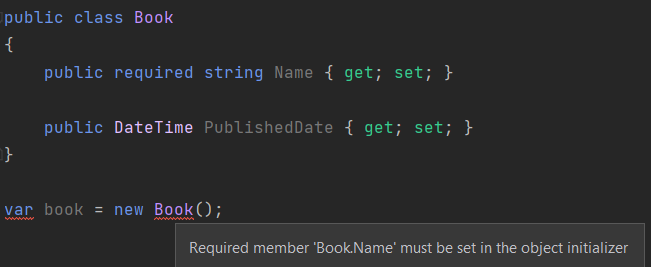 public class Book
{
    public required string Name { get; set; }
    public DateTime PublishedDate { get; set; }
}
var book = new Book();
Required member 'Book.Name' must be set in the object initializer